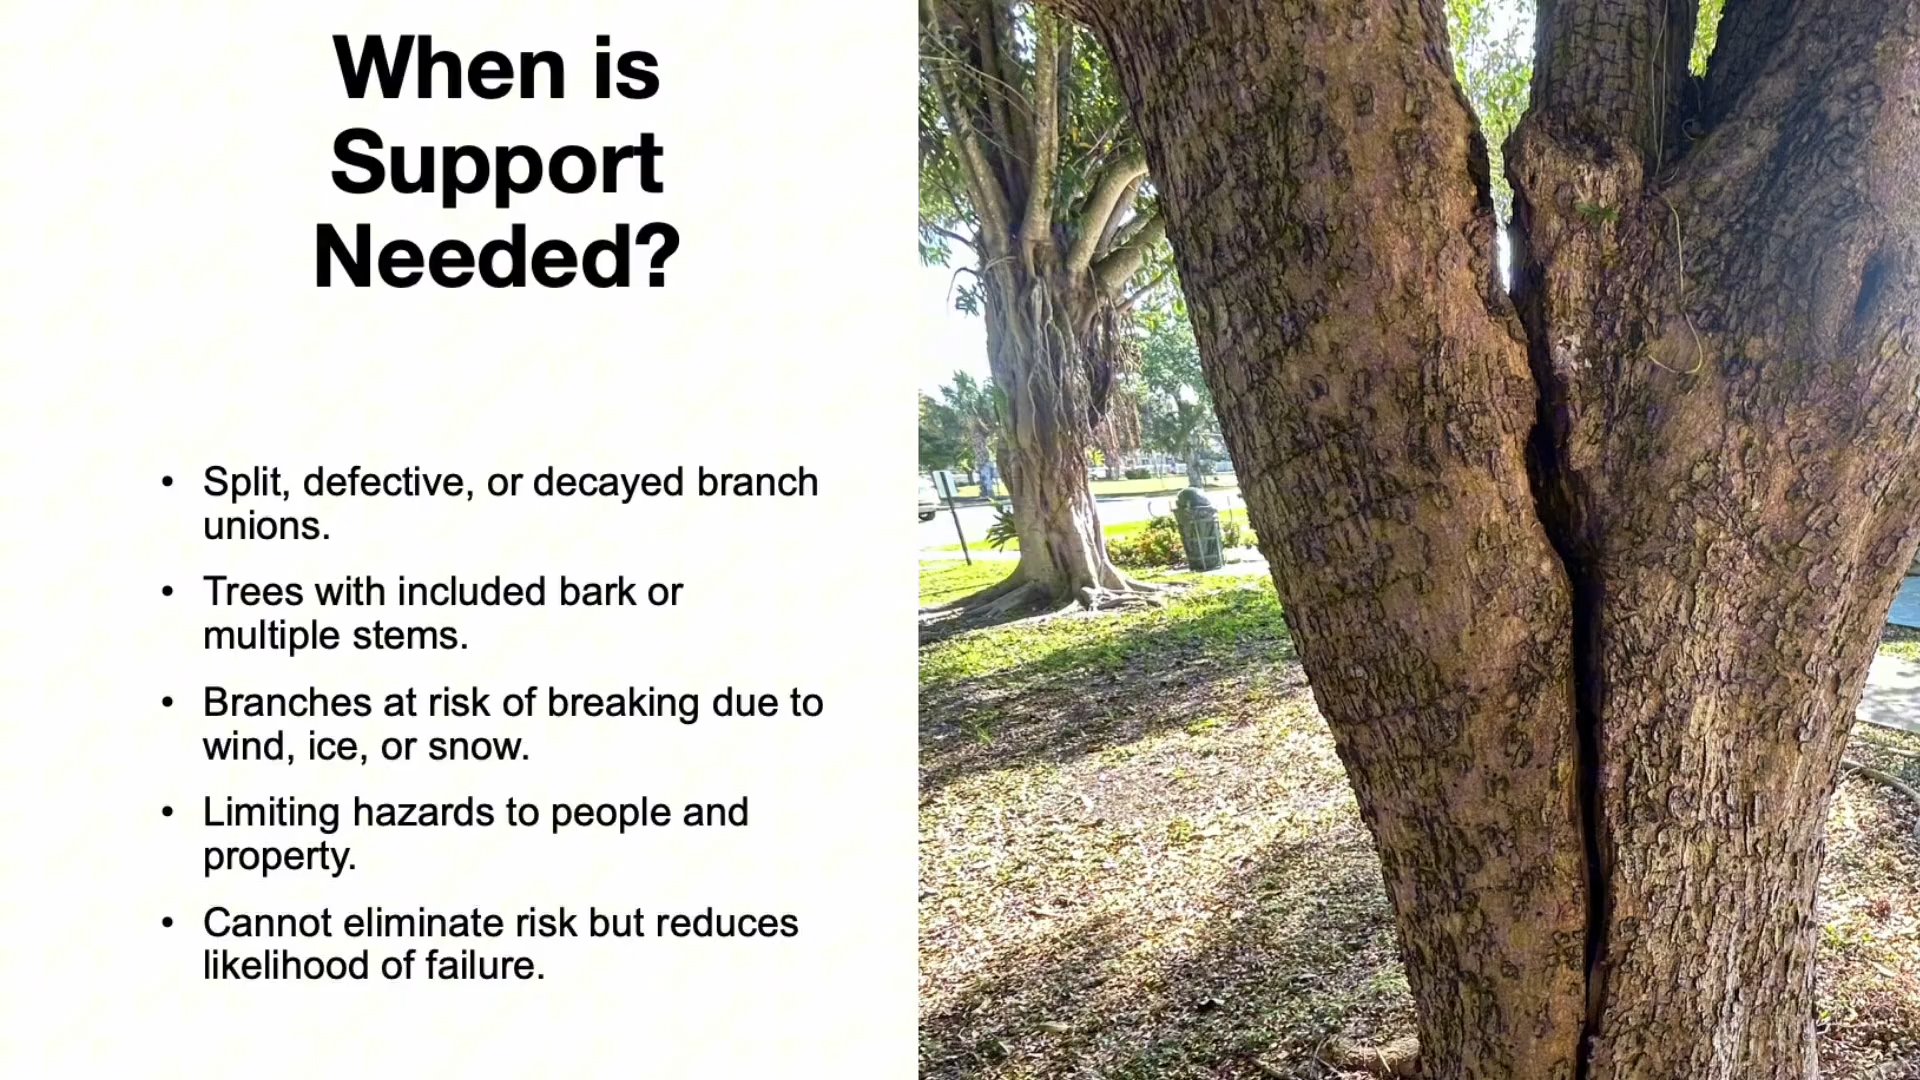 When is
Support
Needed?
• Split, defective, or decayed branch
unions.
• Trees with included bark or
multiple stems.
• Branches at risk of breaking due to
wind, ice, or snow.
• Limiting hazards to people and
property.
• Cannot eliminate risk but reduces
likelihood of failure.